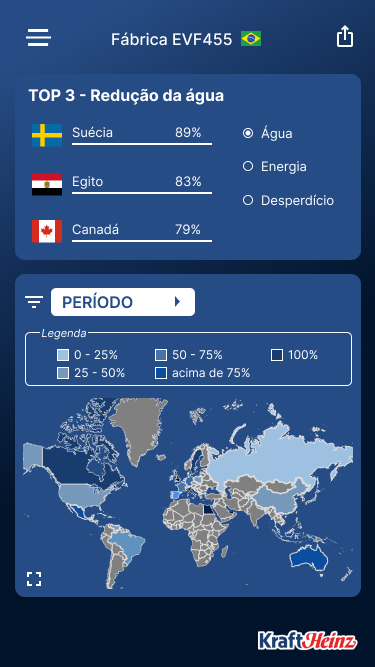 Fábrica EVF455
TOP 3 - Redução da água
Suécia 89%
Egito 83%
Canadá 79%
Água
Energia
Desperdício
PERÍODO
Legenda
0 - 25% 50 - 75% 100%
25 - 50% acima de 75%
KraftHeinz